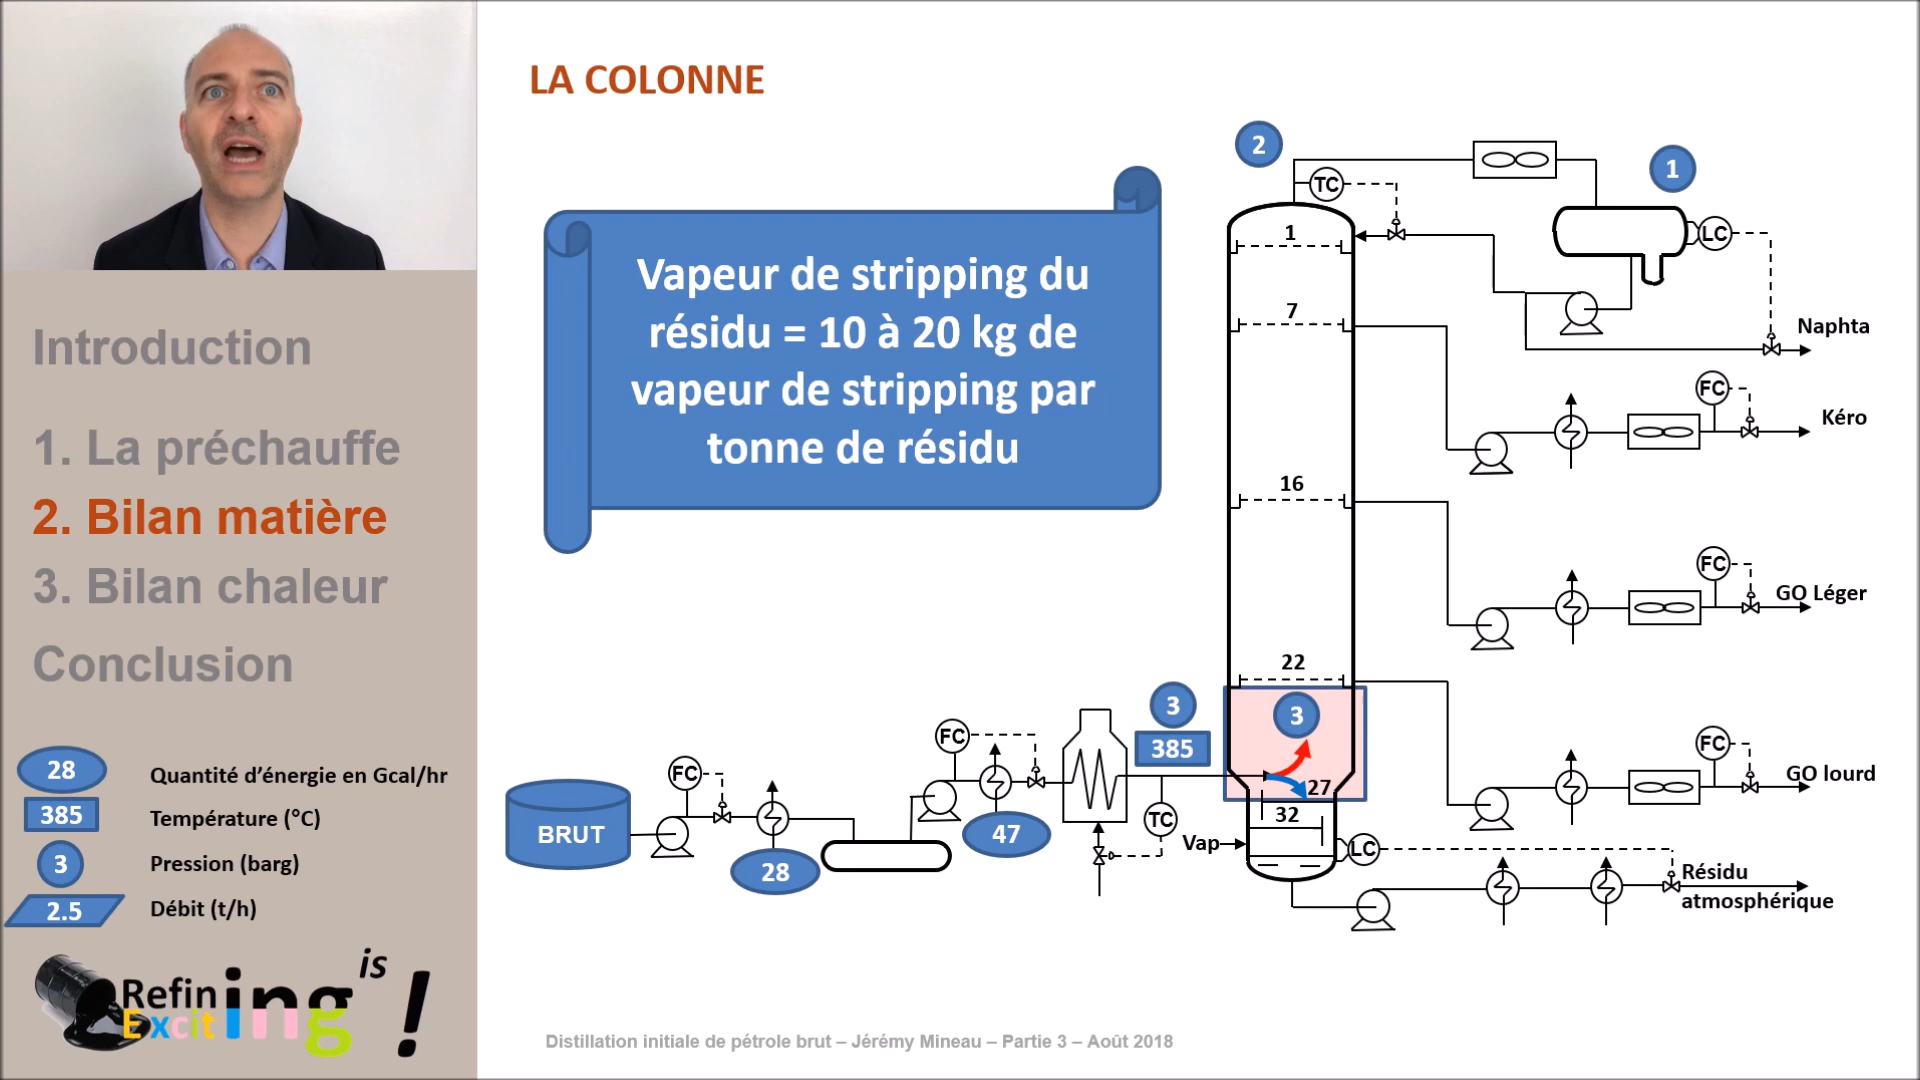 LA COLONNE
Vapeur de stripping du
résidu = 10 à 20 kg de
vapeur de stripping par
tonne de résidu
Introduction
1. La préchauffe
2. Bilan matière
3. Bilan chaleur
Conclusion
28 Quantité d’énergie en Gcal/hr
385 Température (°C)
3 Pression (barg)
2.5 Débit (t/h)
Refining is
Exciting !
2
1
TC
LC
1
7
Naphta
FC
Kéro
16
FC
GO Léger
22
3
3
385
FC
GO lourd
27
32
Vap
LC
Résidu
atmosphérique
BRUT
FC
28
FC
47
TC
Distillation initiale de pétrole brut – Jérémy Mineau – Partie 3 – Août 2018